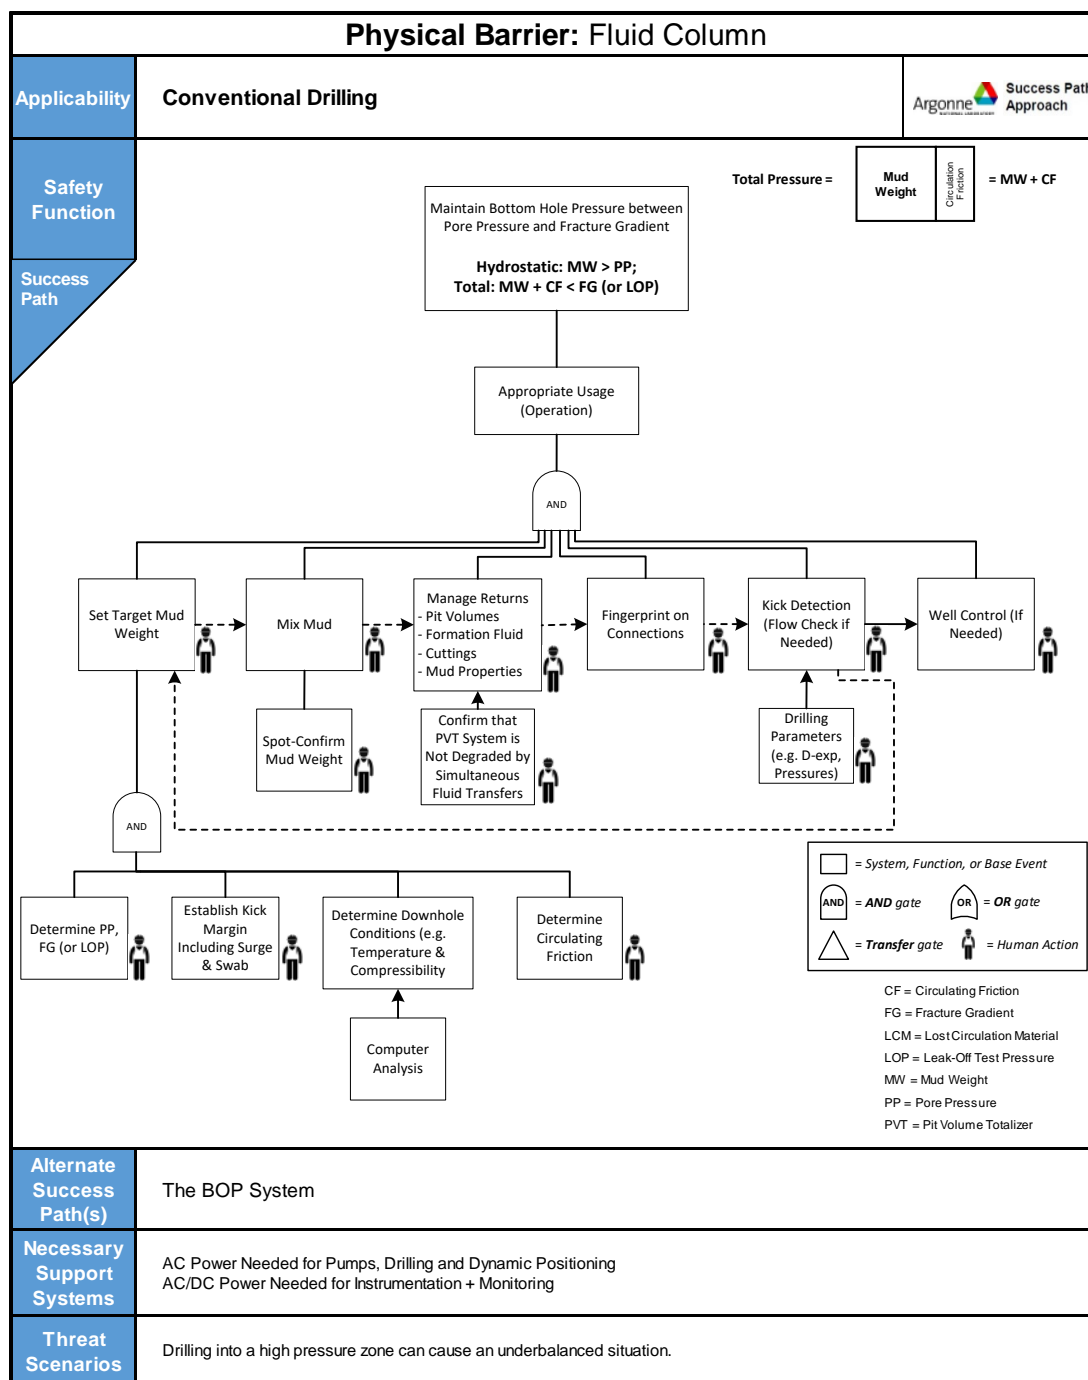 Physical Barrier: Fluid Column
Applicability
Conventional Drilling
Argonne
NATIONAL LABORATORY
Success Path
Approach
Safety
Function
Success
Path
Total Pressure =
Mud
Weight
Circulation
Friction
= MW + CF
Maintain Bottom Hole Pressure between
Pore Pressure and Fracture Gradient
Hydrostatic: MW > PP;
Total: MW + CF < FG (or LOP)
Appropriate Usage
(Operation)
AND
Set Target Mud
Weight
Mix Mud
Manage Returns
- Pit Volumes
- Formation Fluid
- Cuttings
- Mud Properties
Fingerprint on
Connections
Kick Detection
(Flow Check if
Needed)
Well Control (If
Needed)
Spot-Confirm
Mud Weight
Confirm that
PVT System is
Not Degraded by
Simultaneous
Fluid Transfers
Drilling
Parameters
(e.g. D-exp,
Pressures)
AND
Determine PP,
FG (or LOP)
Establish Kick
Margin
Including Surge
& Swab
Determine Downhole
Conditions (e.g.
Temperature &
Compressibility
Determine
Circulating
Friction
Computer
Analysis
= System, Function, or Base Event
AND = AND gate
OR = OR gate
= Transfer gate
= Human Action
CF = Circulating Friction
FG = Fracture Gradient
LCM = Lost Circulation Material
LOP = Leak-Off Test Pressure
MW = Mud Weight
PP = Pore Pressure
PVT = Pit Volume Totalizer
Alternate
Success
Path(s)
The BOP System
Necessary
Support
Systems
AC Power Needed for Pumps, Drilling and Dynamic Positioning
AC/DC Power Needed for Instrumentation + Monitoring
Threat
Scenarios
Drilling into a high pressure zone can cause an underbalanced situation.